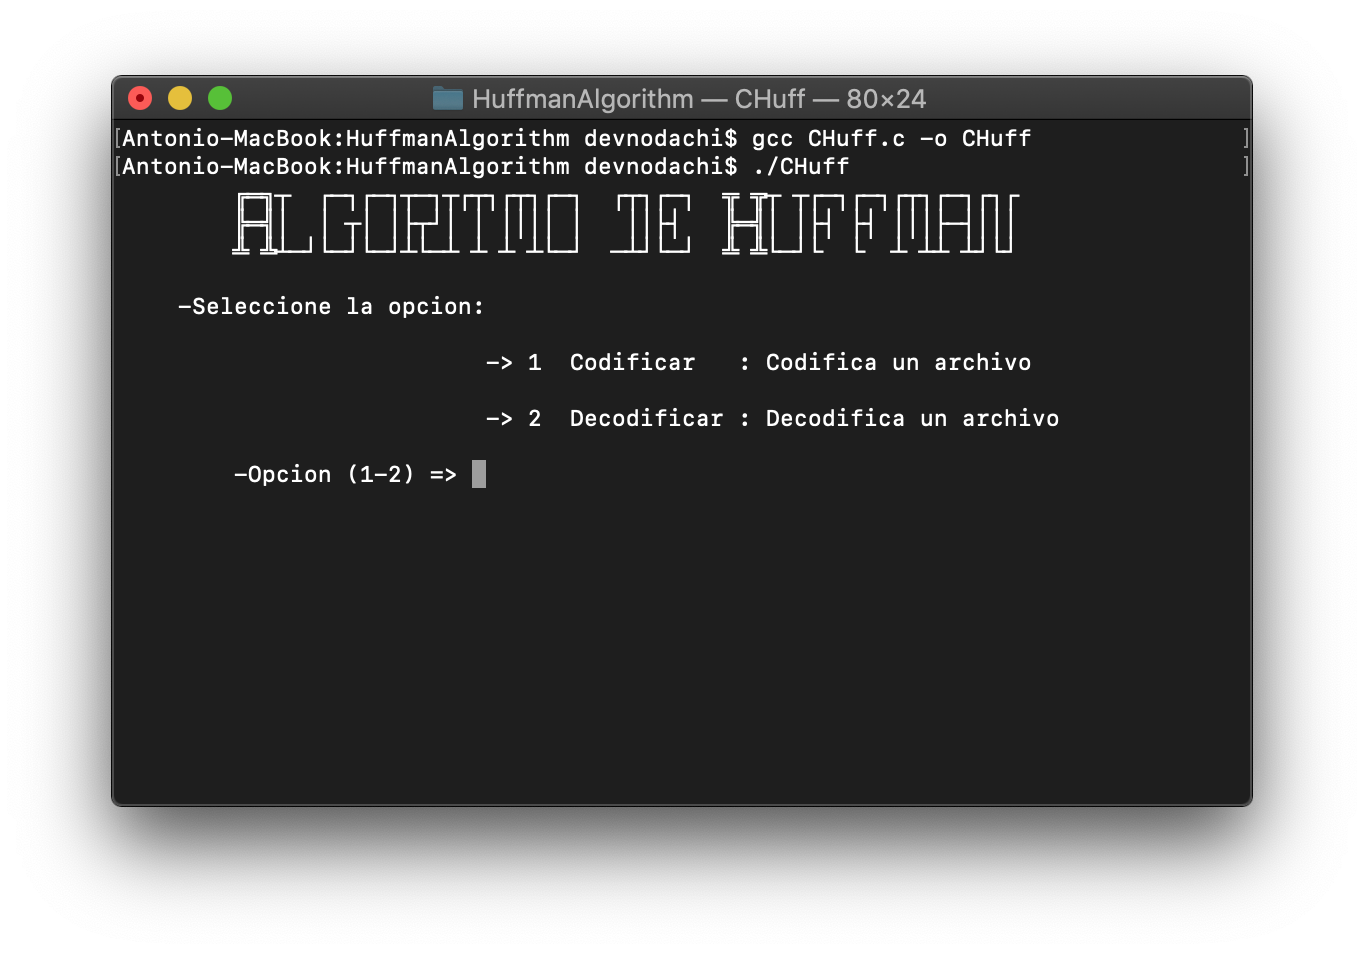 HuffmanAlgorithm — CHuff — 80×24
[Antonio-MacBook:HuffmanAlgorithm devnodachi$ gcc CHuff.c -o CHuff ]
[Antonio-MacBook:HuffmanAlgorithm devnodachi$ ./CHuff ]
ALGORITMO DE HUFFMAN
-Seleccione la opcion:
-> 1  Codificar   : Codifica un archivo
-> 2  Decodificar : Decodifica un archivo
-Opcion (1-2) =>